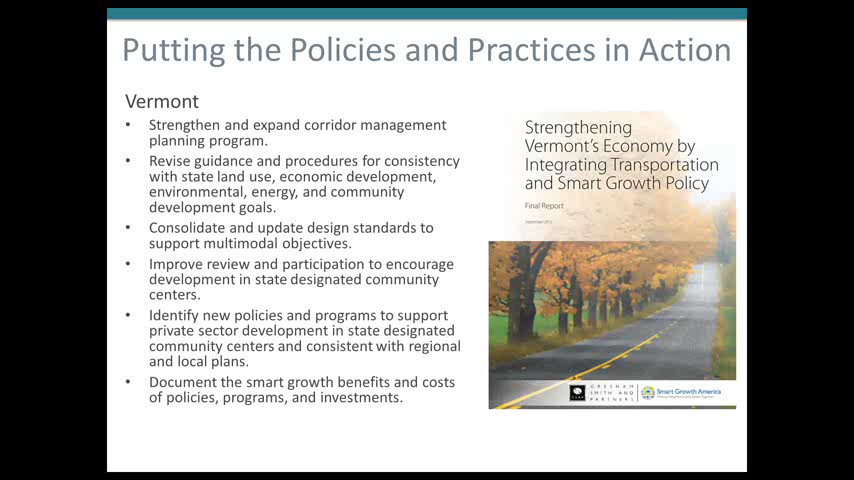 Putting the Policies and Practices in Action
Vermont
• Strengthen and expand corridor management
planning program.
• Revise guidance and procedures for consistency
with state land use, economic development,
environmental, energy, and community
development goals.
• Consolidate and update design standards to
support multimodal objectives.
• Improve review and participation to encourage
development in state designated community
centers.
• Identify new policies and programs to support
private sector development in state designated
community centers and consistent with regional
and local plans.
• Document the smart growth benefits and costs
of policies, programs, and investments.
Strengthening
Vermont's Economy by
Integrating Transportation
and Smart Growth Policy
Final Report
GRESHAM
SMITH AND
PARTNERS
Smart Growth America